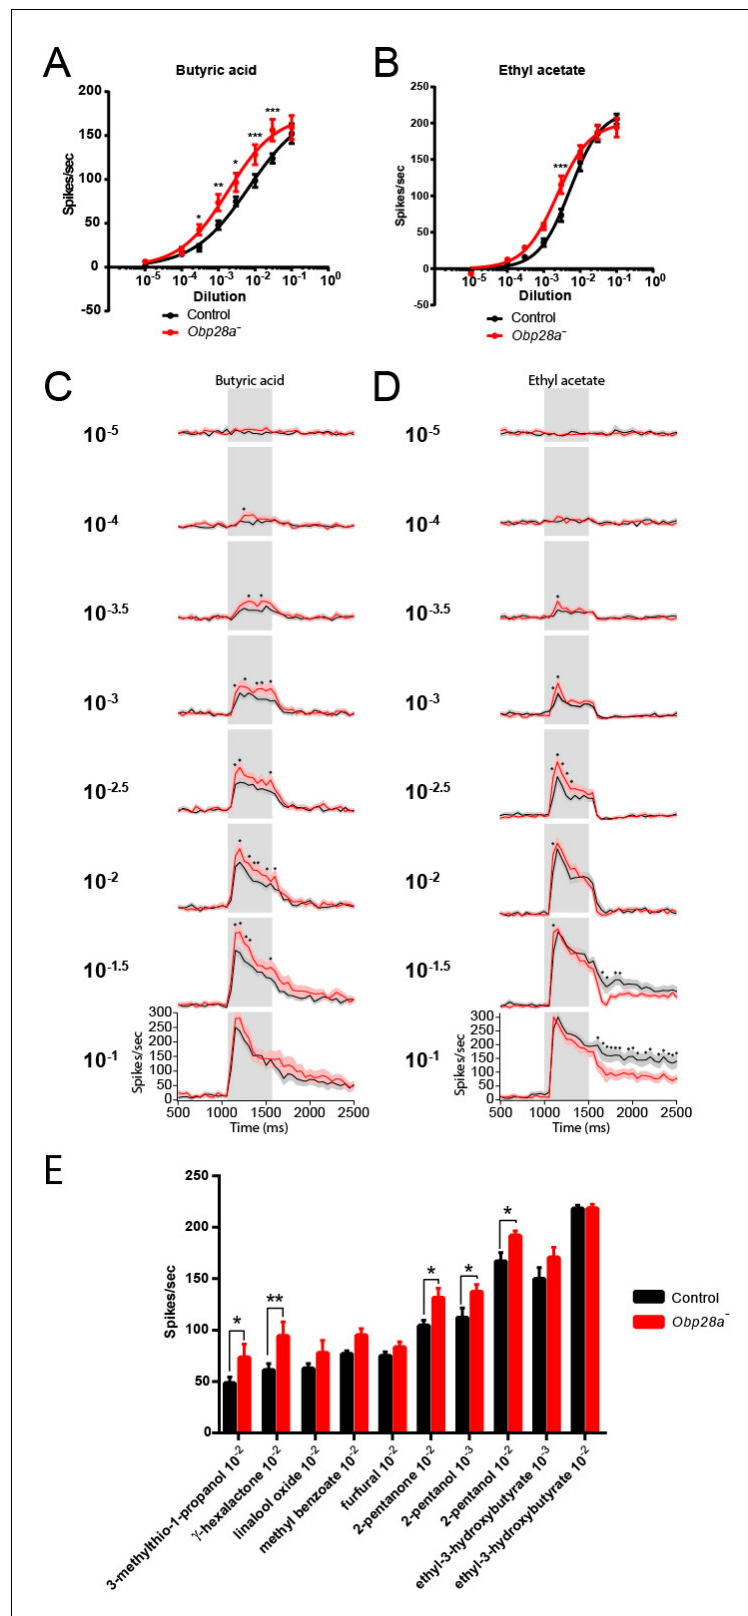 A
Butyric acid
Spikes/sec
200
150
100
50
0
-50
*
**
*
***
***
10-5
10-4
10-3
10-2
10-1
100
Dilution
Control
Obp28a-
B
Ethyl acetate
Spikes/sec
250
200
150
100
50
0
-50
***
10-5
10-4
10-3
10-2
10-1
100
Dilution
Control
Obp28a-
C
Butyric acid
10-5
10-4
10-3.5
10-3
10-2.5
10-2
10-1.5
10-1
Spikes/sec
300
250
200
150
100
50
0
500 1000 1500 2000 2500
Time (ms)
D
Ethyl acetate
10-5
10-4
10-3.5
10-3
10-2.5
10-2
10-1.5
10-1
Spikes/sec
300
250
200
150
100
50
0
500 1000 1500 2000 2500
Time (ms)
E
Spikes/sec
250
200
150
100
50
0
*
**
*
*
*
Control
Obp28a-
3-methylthio-1-propanol 10-2
γ-hexalactone 10-2
linalool oxide 10-2
methyl benzoate 10-2
furfural 10-2
2-pentanone 10-2
2-pentanol 10-3
2-pentanol 10-2
ethyl-3-hydroxybutyrate 10-3
ethyl-3-hydroxybutyrate 10-2